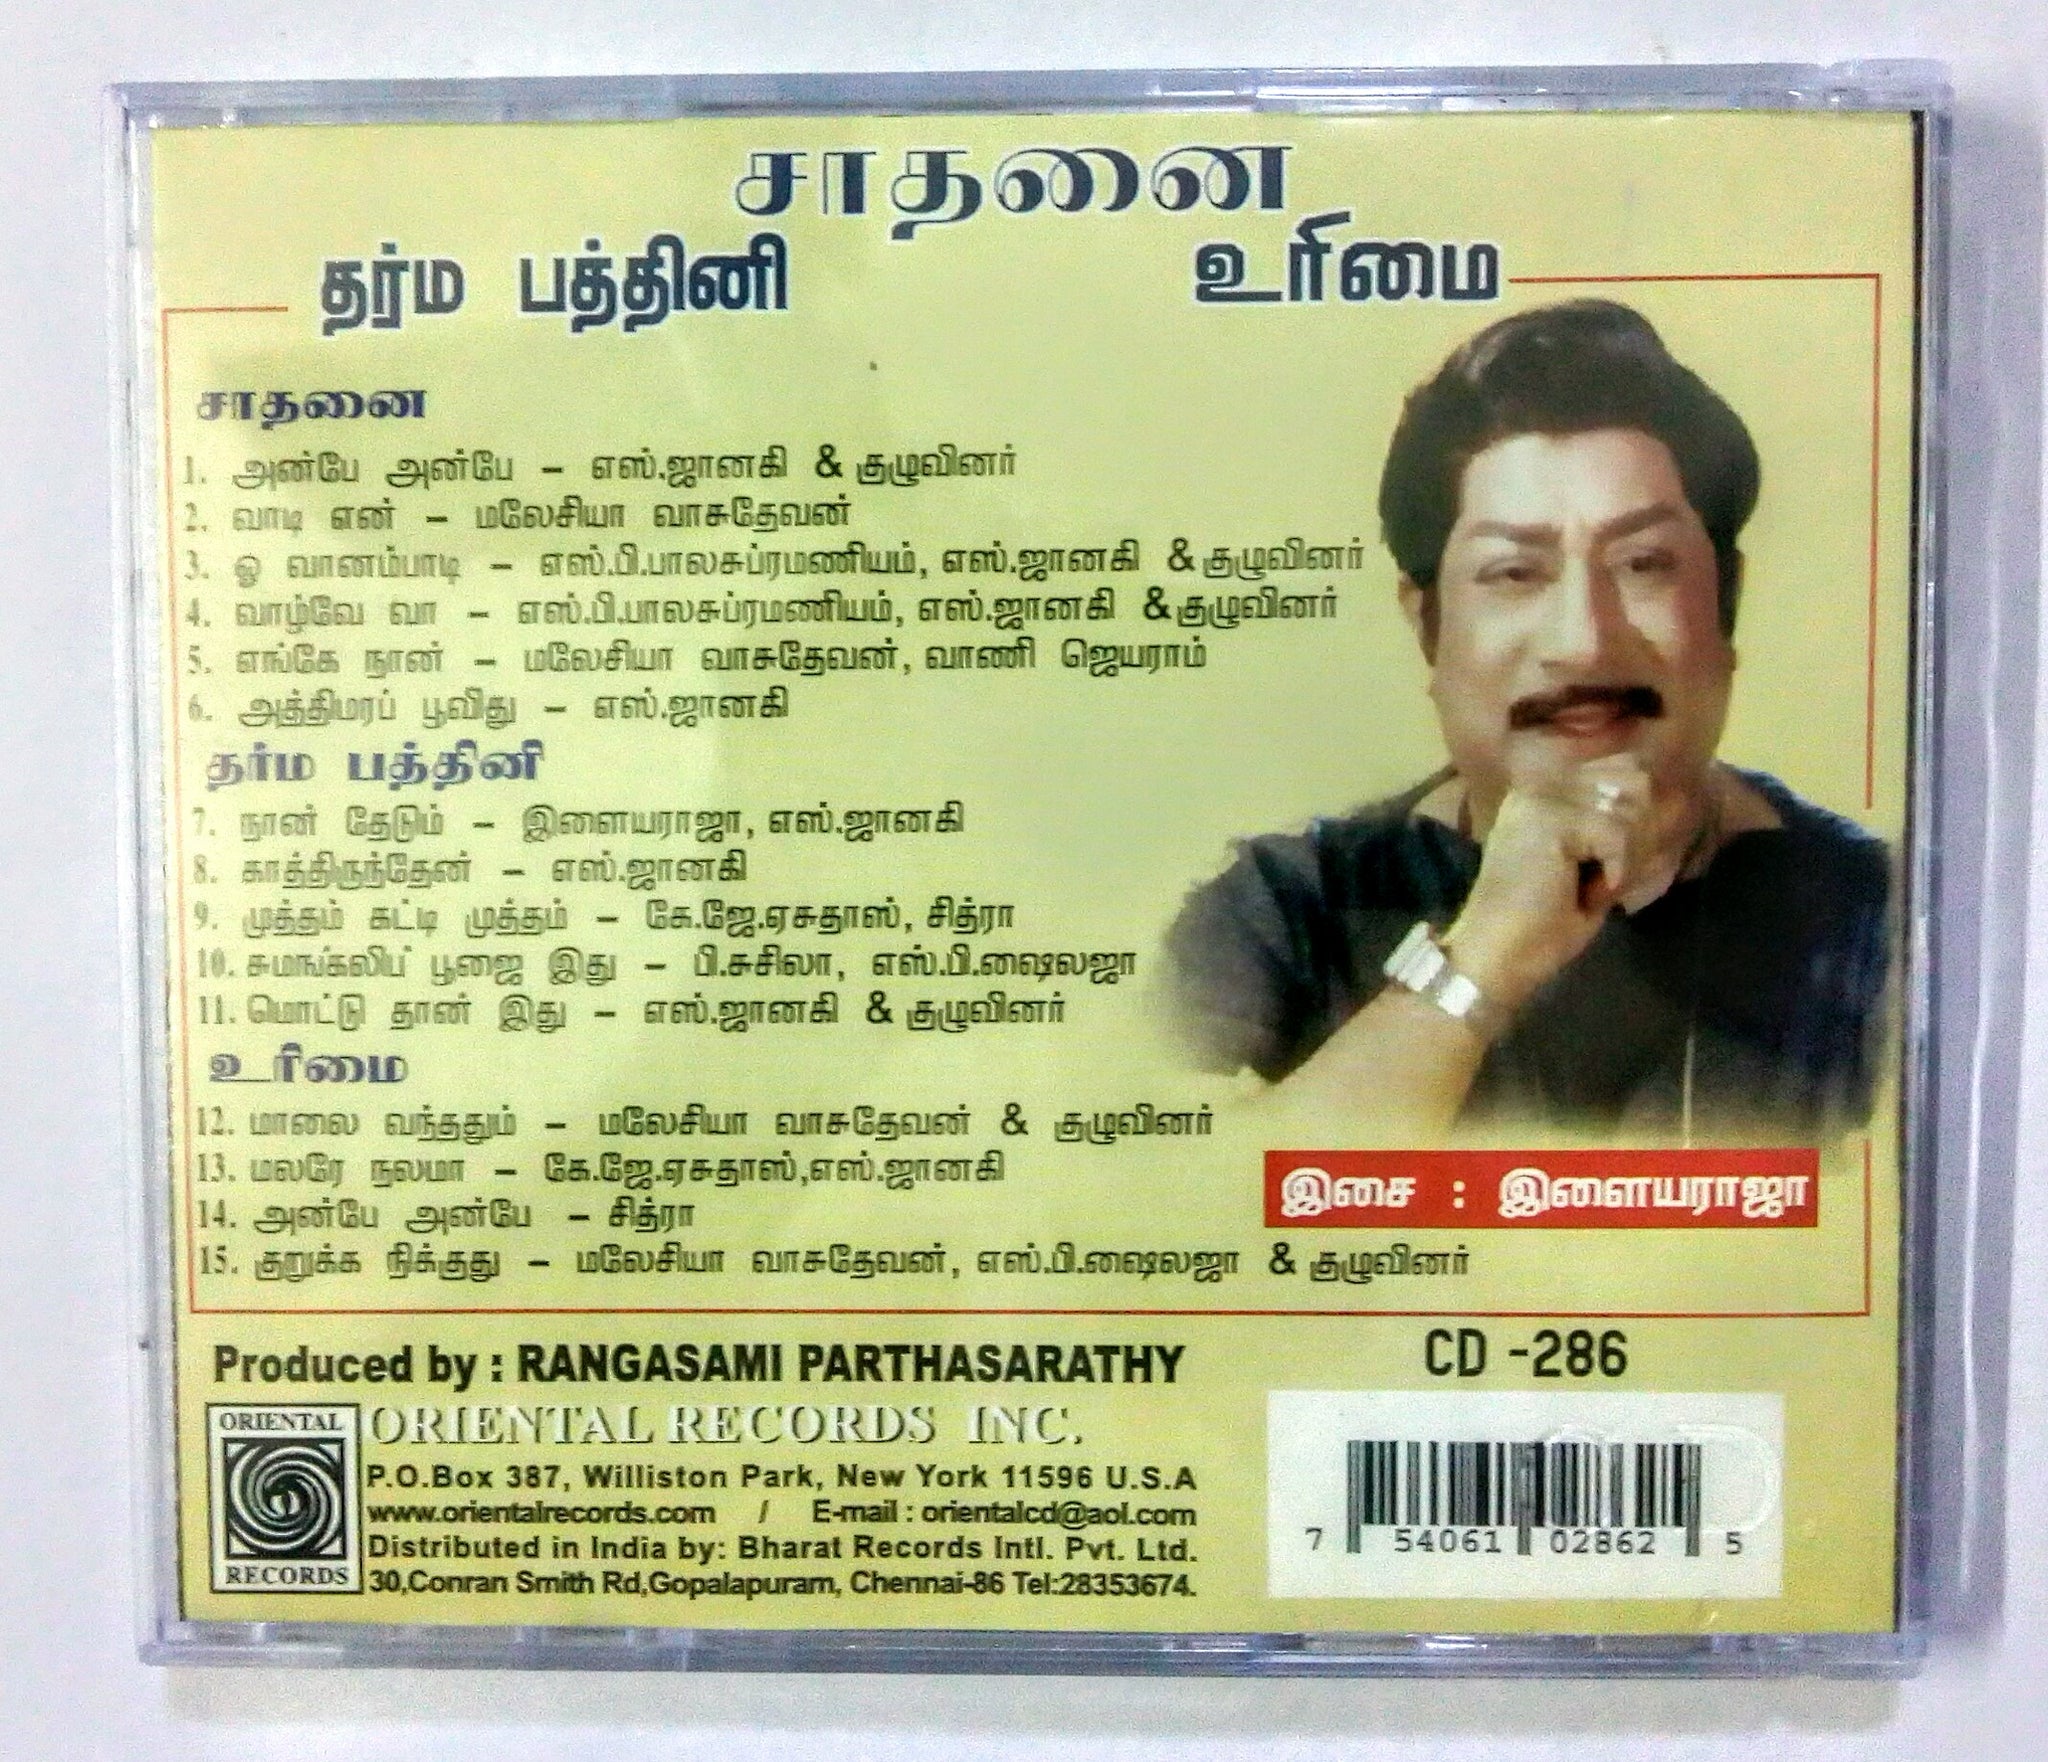 சாதனை
தர்ம பத்தினி உரிமை
சாதனை
1. அன்பே அன்பே – எஸ்.ஜானகி & குழுவினர்
2. வாடி என் – மலேசியா வாசுதேவன்
3. ஓ வானம்பாடி – எஸ்.பி.பாலசுப்ரமணியம், எஸ்.ஜானகி & குழுவினர்
4. வாழ்வே வா – எஸ்.பி.பாலசுப்ரமணியம், எஸ்.ஜானகி & குழுவினர்
5. எங்கே நான் – மலேசியா வாசுதேவன், வாணி ஜெயராம்
6. அத்திமரப் பூவிது – எஸ்.ஜானகி
தர்ம பத்தினி
7. நான் தேடும் – இளையராஜா, எஸ்.ஜானகி
8. காத்திருந்தேன் – எஸ்.ஜானகி
9. முத்தம் கட்டி முத்தம் – கே.ஜே.ஏசுதாஸ், சித்ரா
10. சுமங்கலிப் பூஜை இது – பி.சுசிலா, எஸ்.பி.ஷைலஜா
11. மொட்டு தான் இது – எஸ்.ஜானகி & குழுவினர்
உரிமை
12. மாலை வந்ததும் – மலேசியா வாசுதேவன் & குழுவினர்
13. மலரே நலமா – கே.ஜே.ஏசுதாஸ்,எஸ்.ஜானகி
14. அன்பே அன்பே – சித்ரா
15. குறுக்க நிக்குது – மலேசியா வாசுதேவன், எஸ்.பி.ஷைலஜா & குழுவினர்
இசை : இளையராஜா
Produced by : RANGASAMI PARTHASARATHY
ORIENTAL RECORDS INC.
P.O.Box 387, Williston Park, New York 11596 U.S.A
www.orientalrecords.com / E-mail : orientalcd@aol.com
Distributed in India by: Bharat Records Intl. Pvt. Ltd.
30,Conran Smith Rd,Gopalapuram, Chennai-86 Tel:28353674.
ORIENTAL
RECORDS
CD -286
7 54061 02862 5